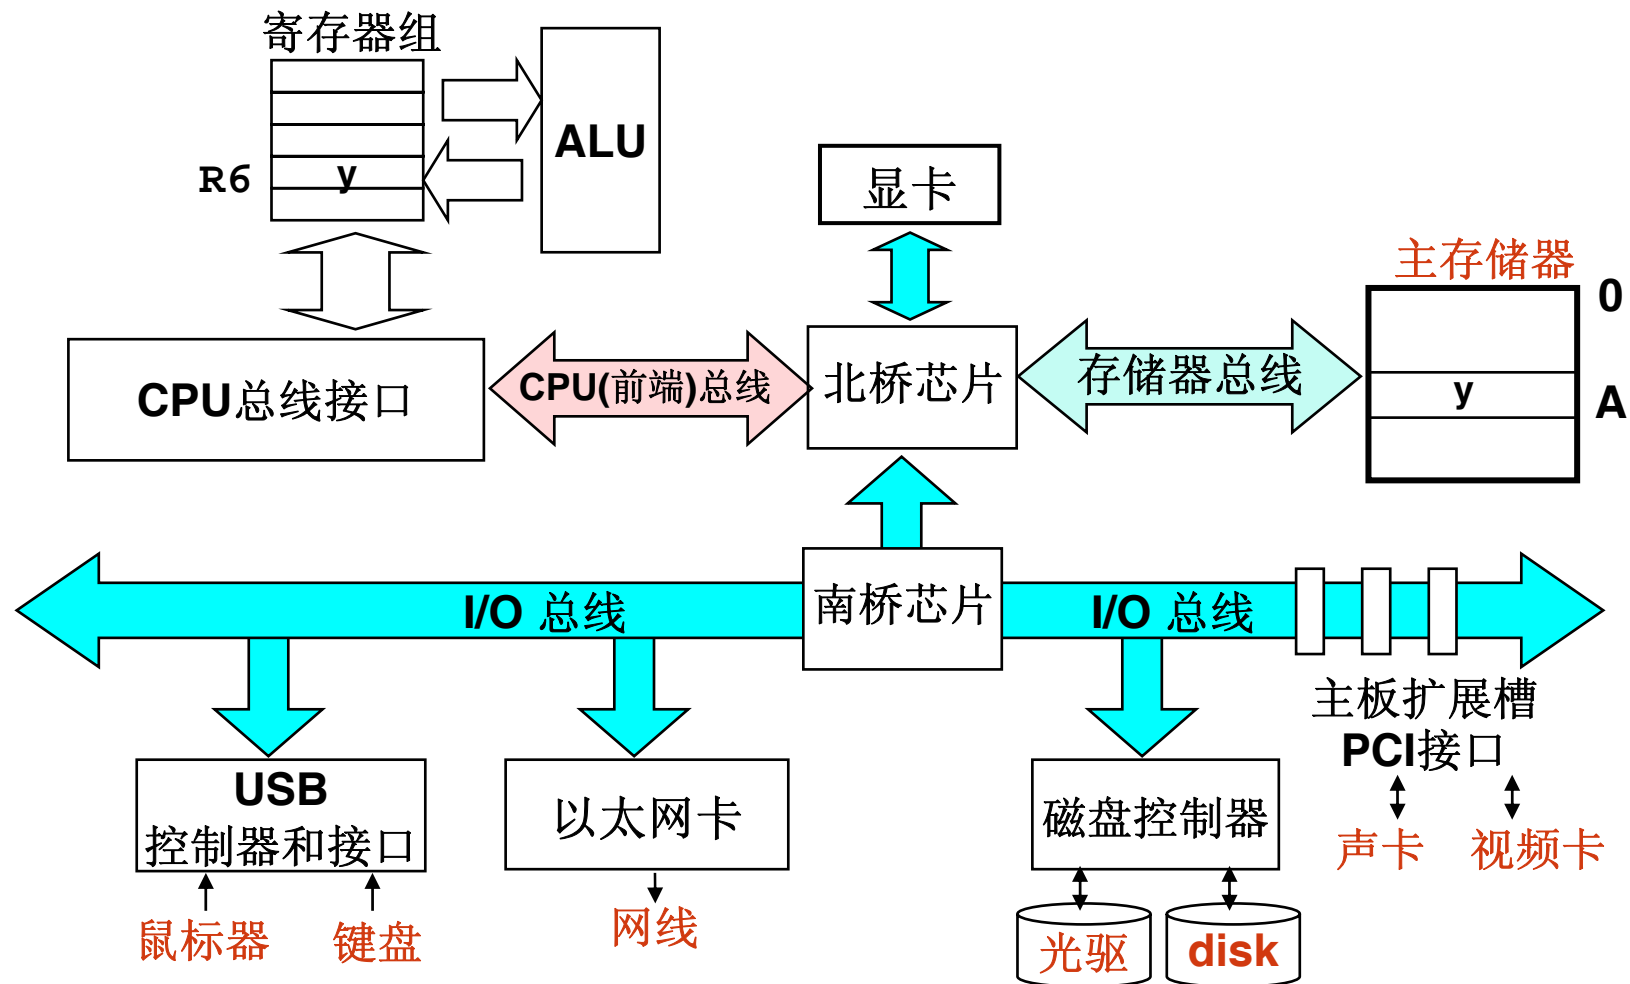 寄存器组
ALU
R6
y
显卡
主存储器
0
CPU总线接口
CPU(前端)总线
北桥芯片
存储器总线
y
A
I/O 总线
南桥芯片
I/O 总线
主板扩展槽
PCI接口
USB
控制器和接口
以太网卡
磁盘控制器
声卡
视频卡
鼠标器
键盘
网线
光驱
disk